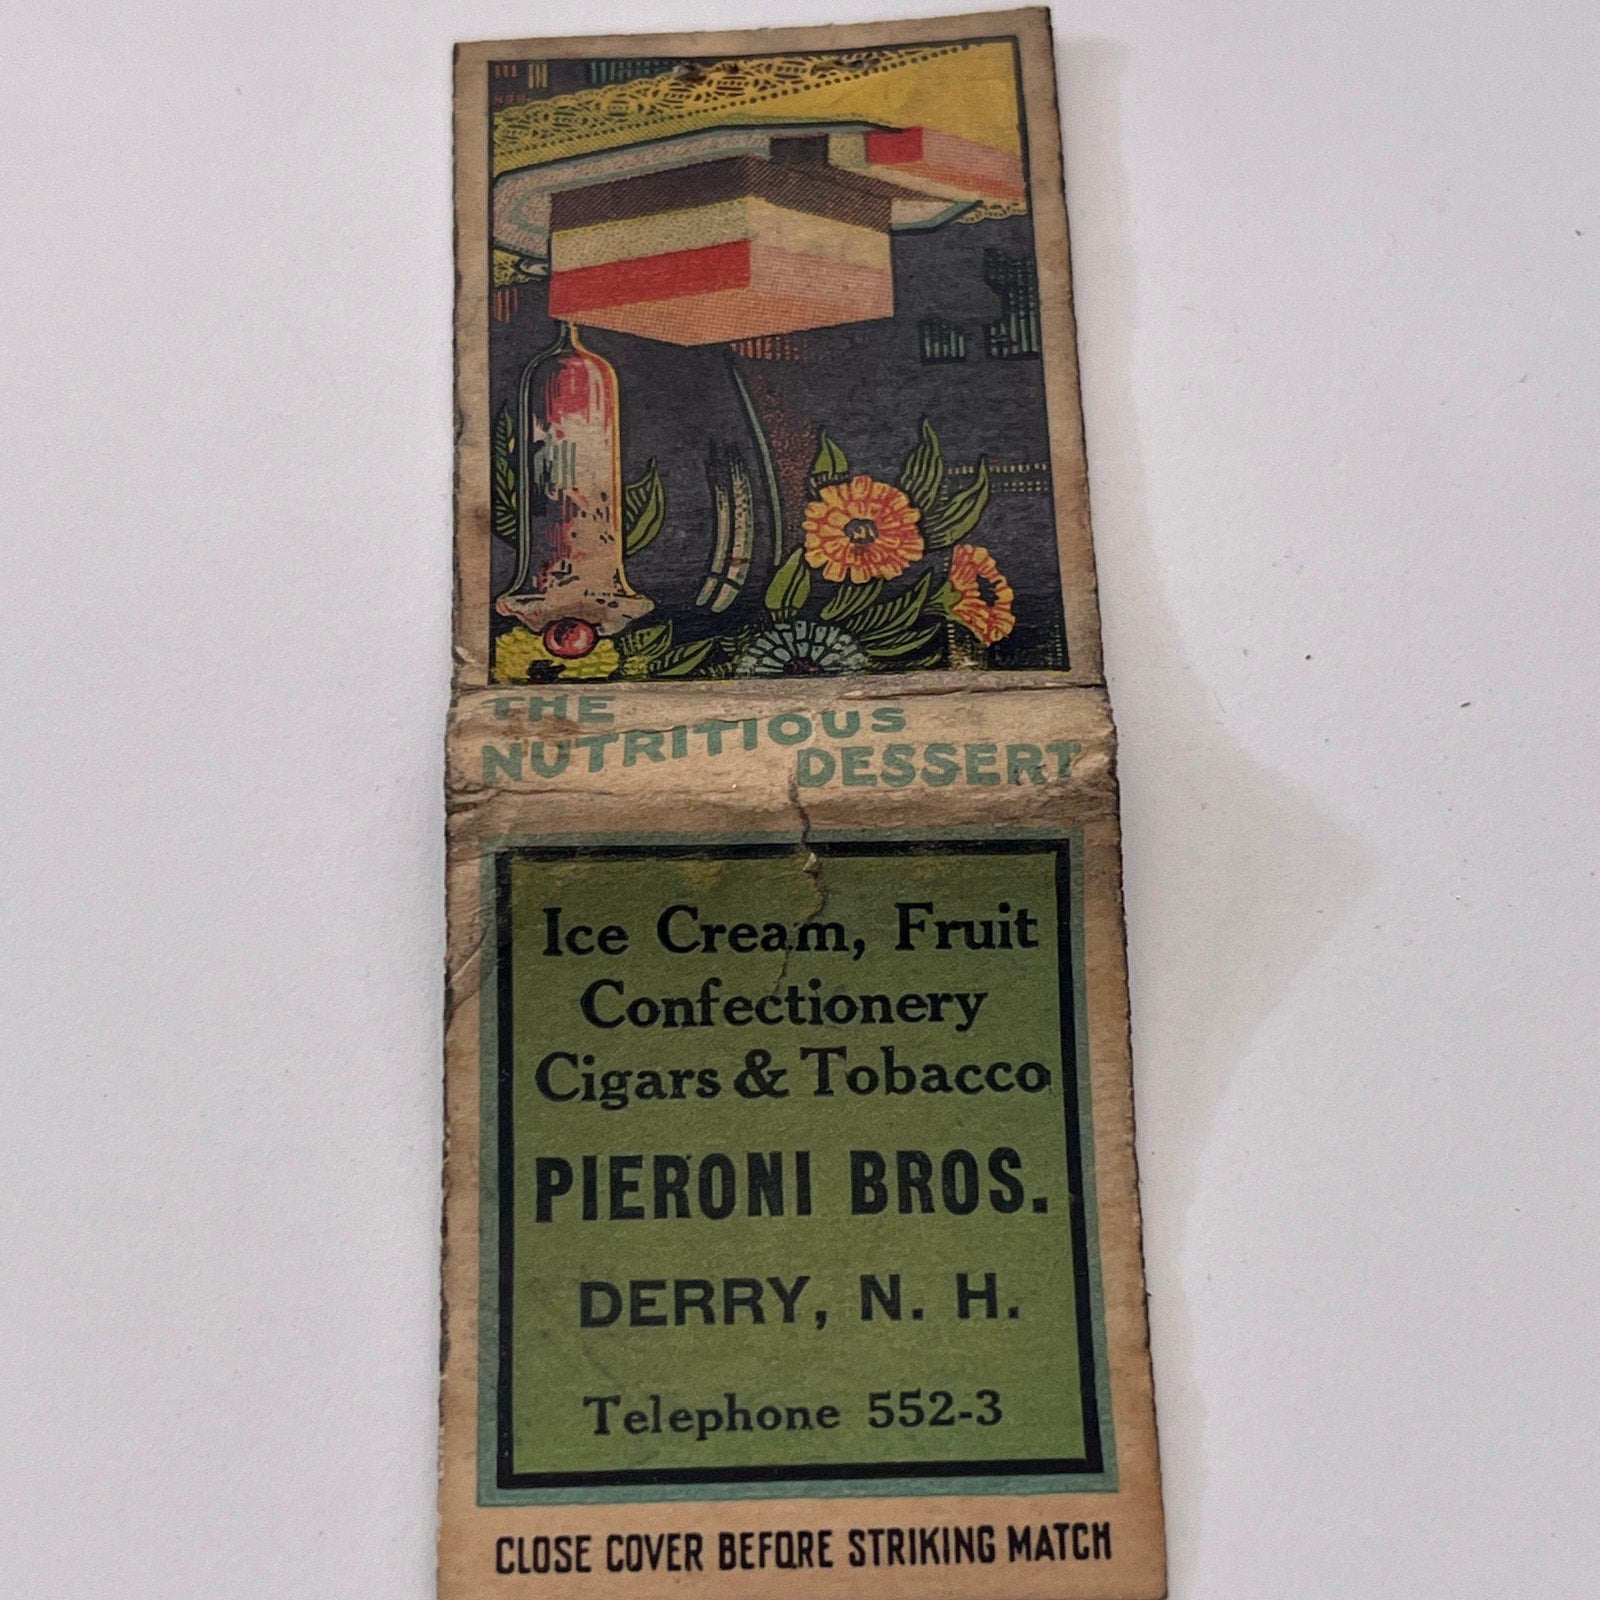 THE
NUTRITIOUS
DESSERT
Ice Cream, Fruit
Confectionery
Cigars & Tobacco
PIERONI BROS.
DERRY, N. H.
Telephone 552-3
CLOSE COVER BEFORE STRIKING MATCH